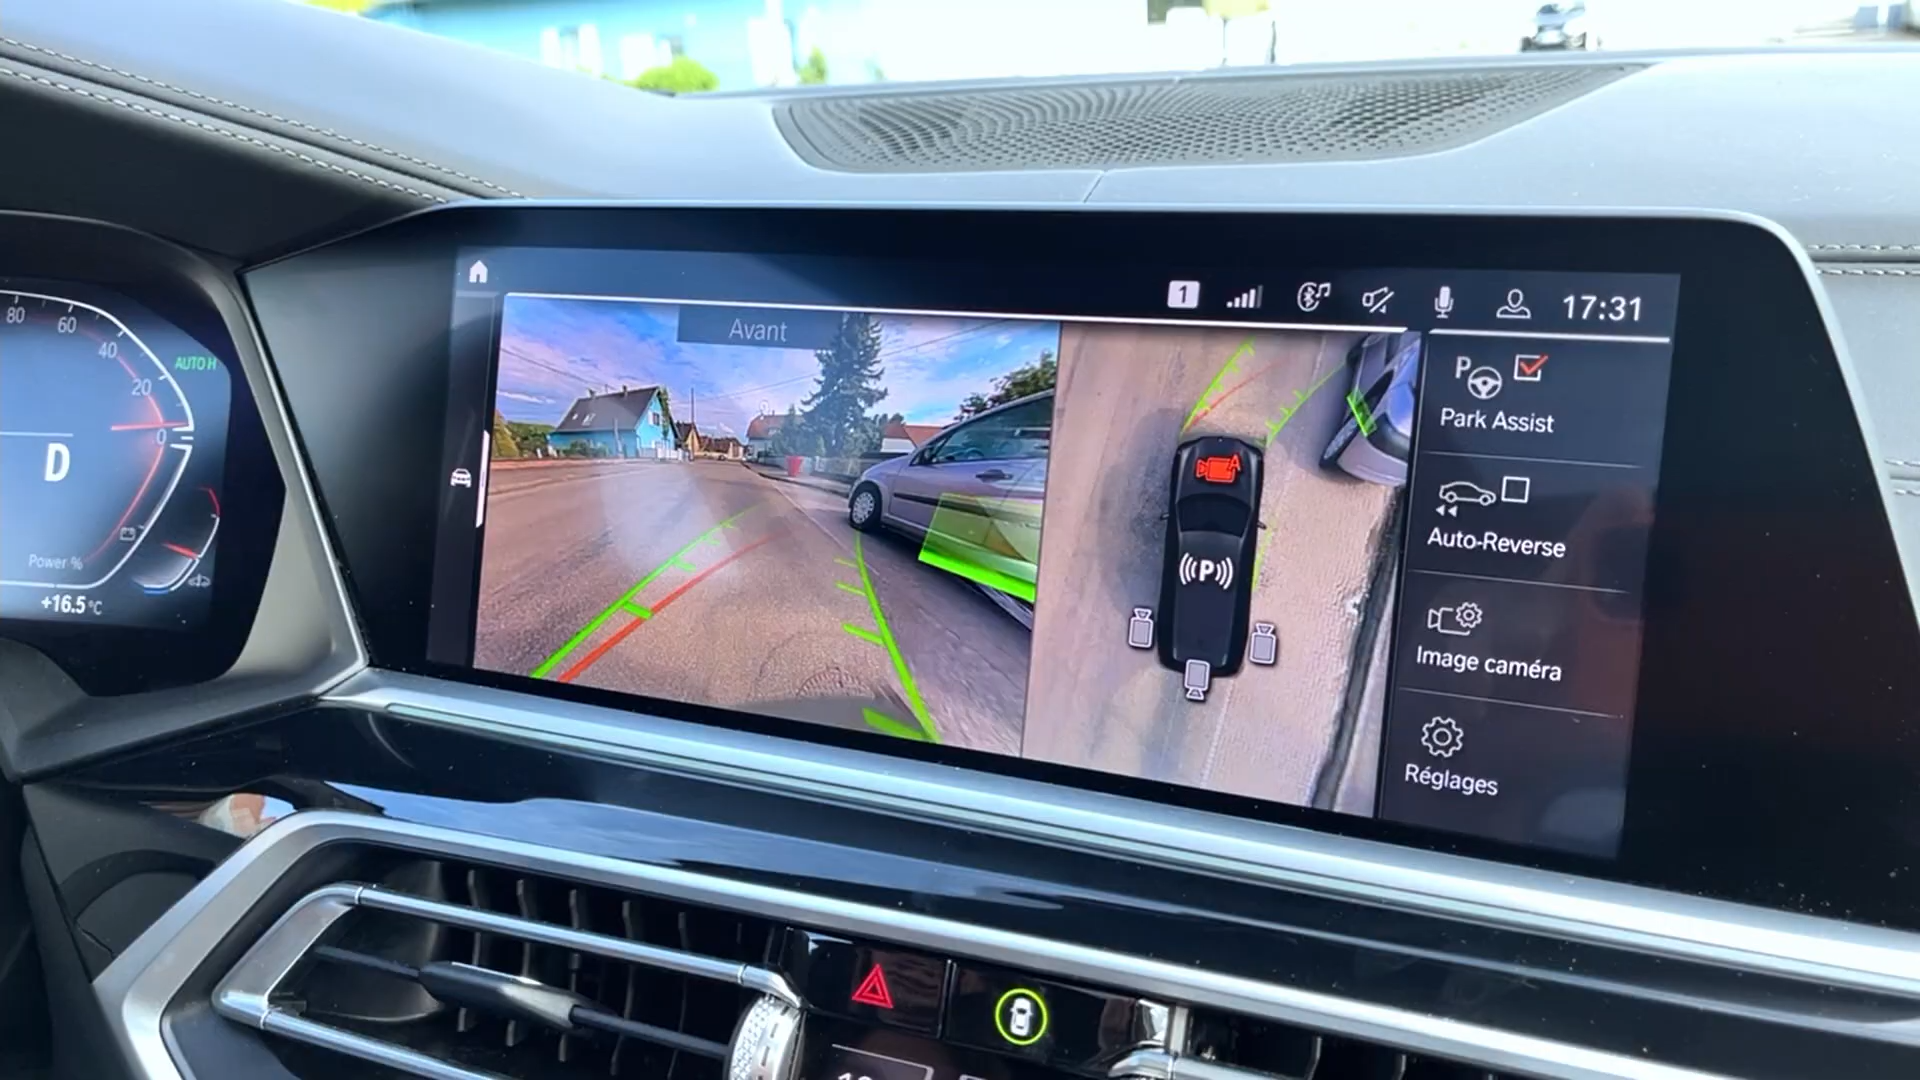 1
17:31
Avant
P
Park Assist
A
Auto-Reverse
(((P)))
Image caméra
Réglages
80
60
40
20
0
AUTO H
D
Power %
+16.5°C